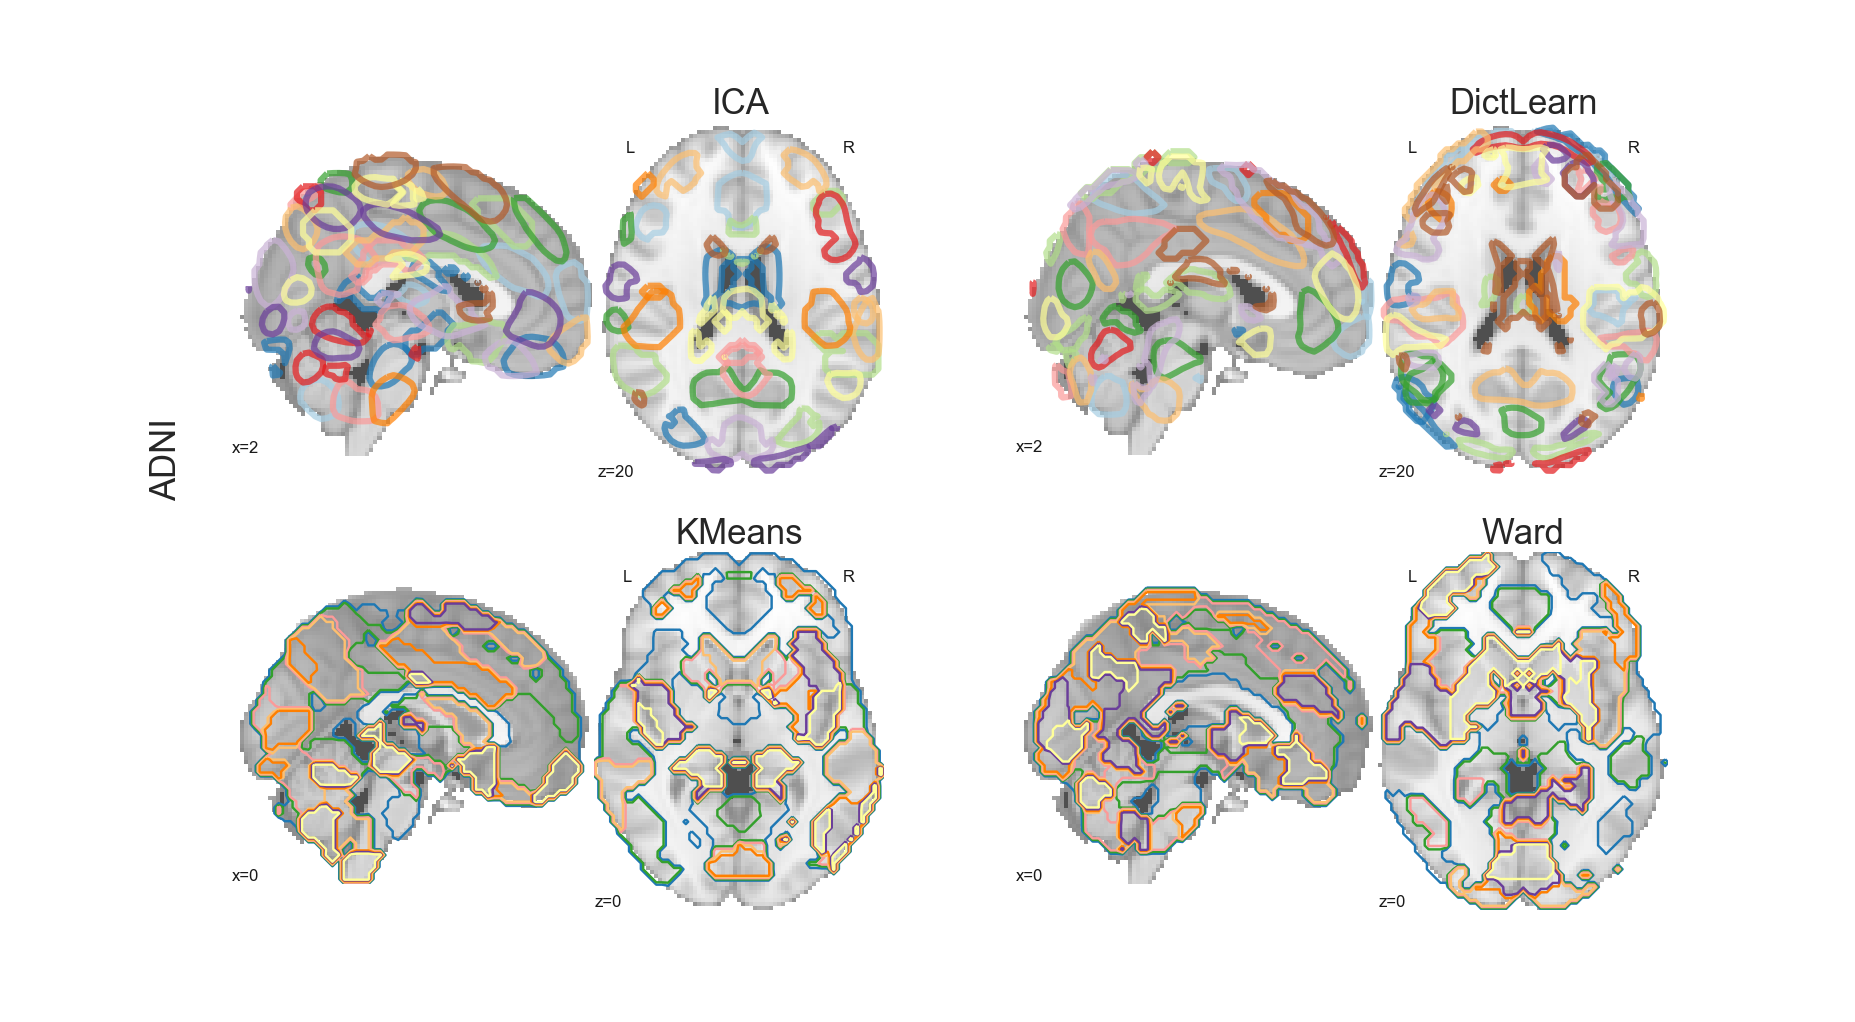 ADNI
ICA
L R
x=2
z=20
DictLearn
L R
x=2
z=20
KMeans
L R
x=0
z=0
Ward
L R
x=0
z=0